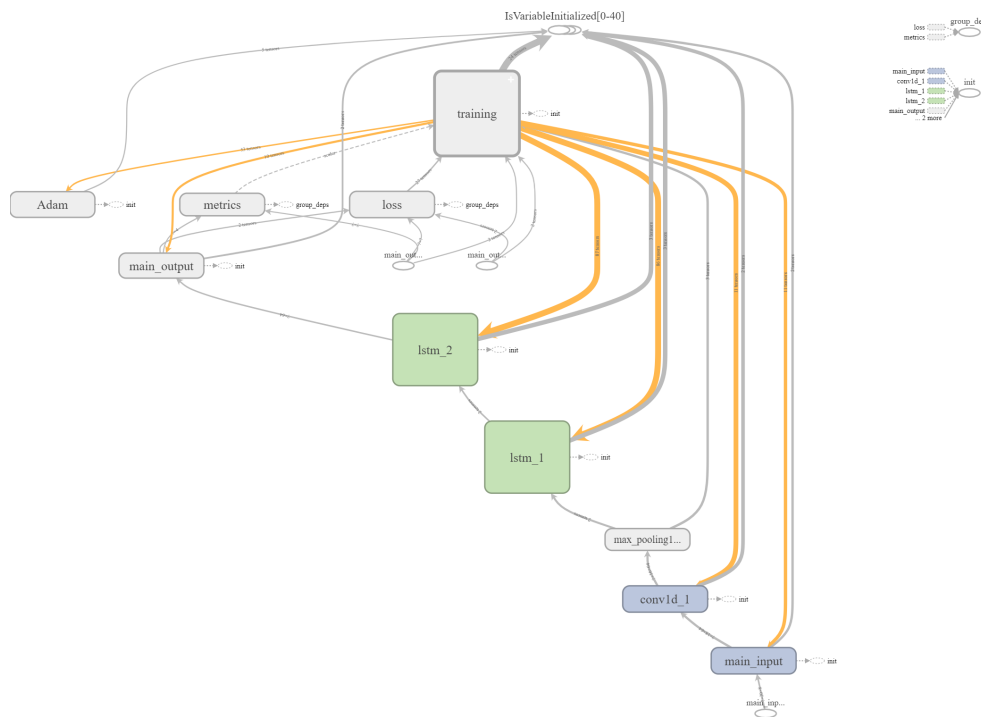 IsVariableInitialized[0-40]
loss
metrics
group_de
main_input
conv1d_1
lstm_1
lstm_2
main_output
... 2 more
init
training
init
Adam
init
metrics
group_deps
loss
group_deps
main_output
init
main_out...
main_out...
lstm_2
init
lstm_1
init
max_pooling1...
conv1d_1
init
main_input
init
main_inp...